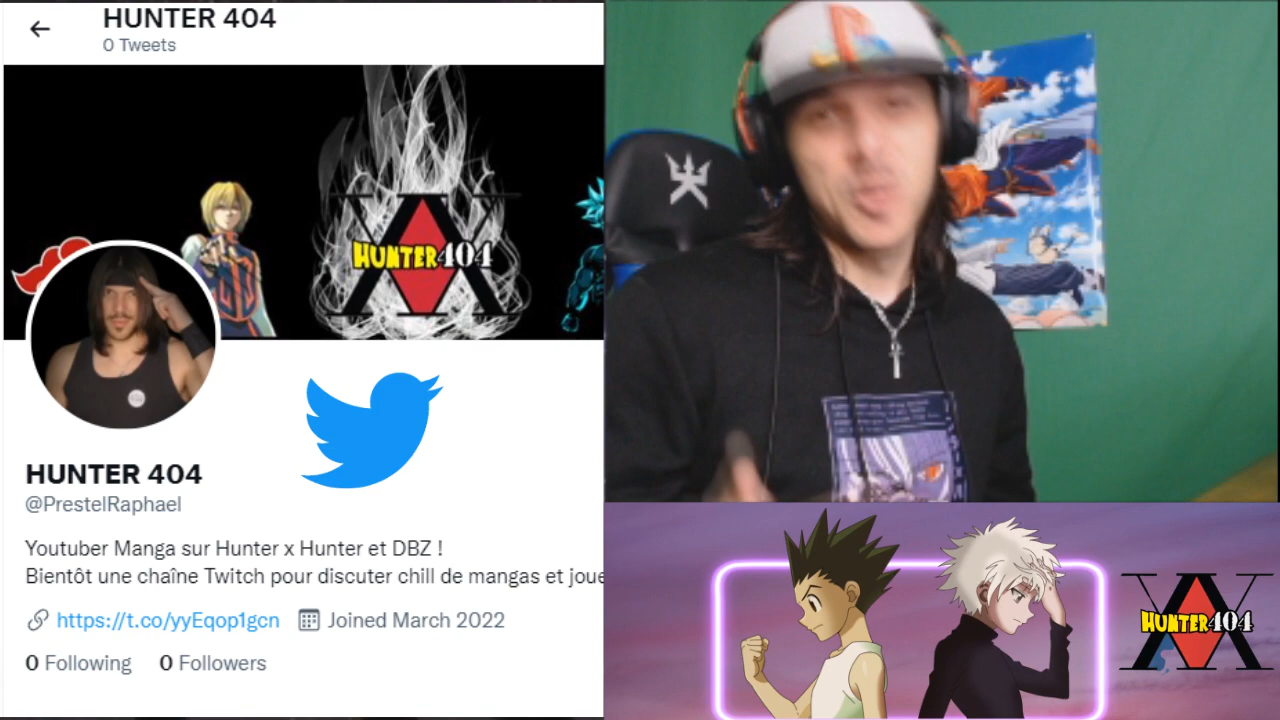 HUNTER 404
0 Tweets
HUNTER404
HUNTER 404
@PrestelRaphael
Youtuber Manga sur Hunter x Hunter et DBZ !
Bientôt une chaîne Twitch pour discuter chill de mangas et joue
https://t.co/yyEqop1gcn Joined March 2022
0 Following 0 Followers
HUNTER404